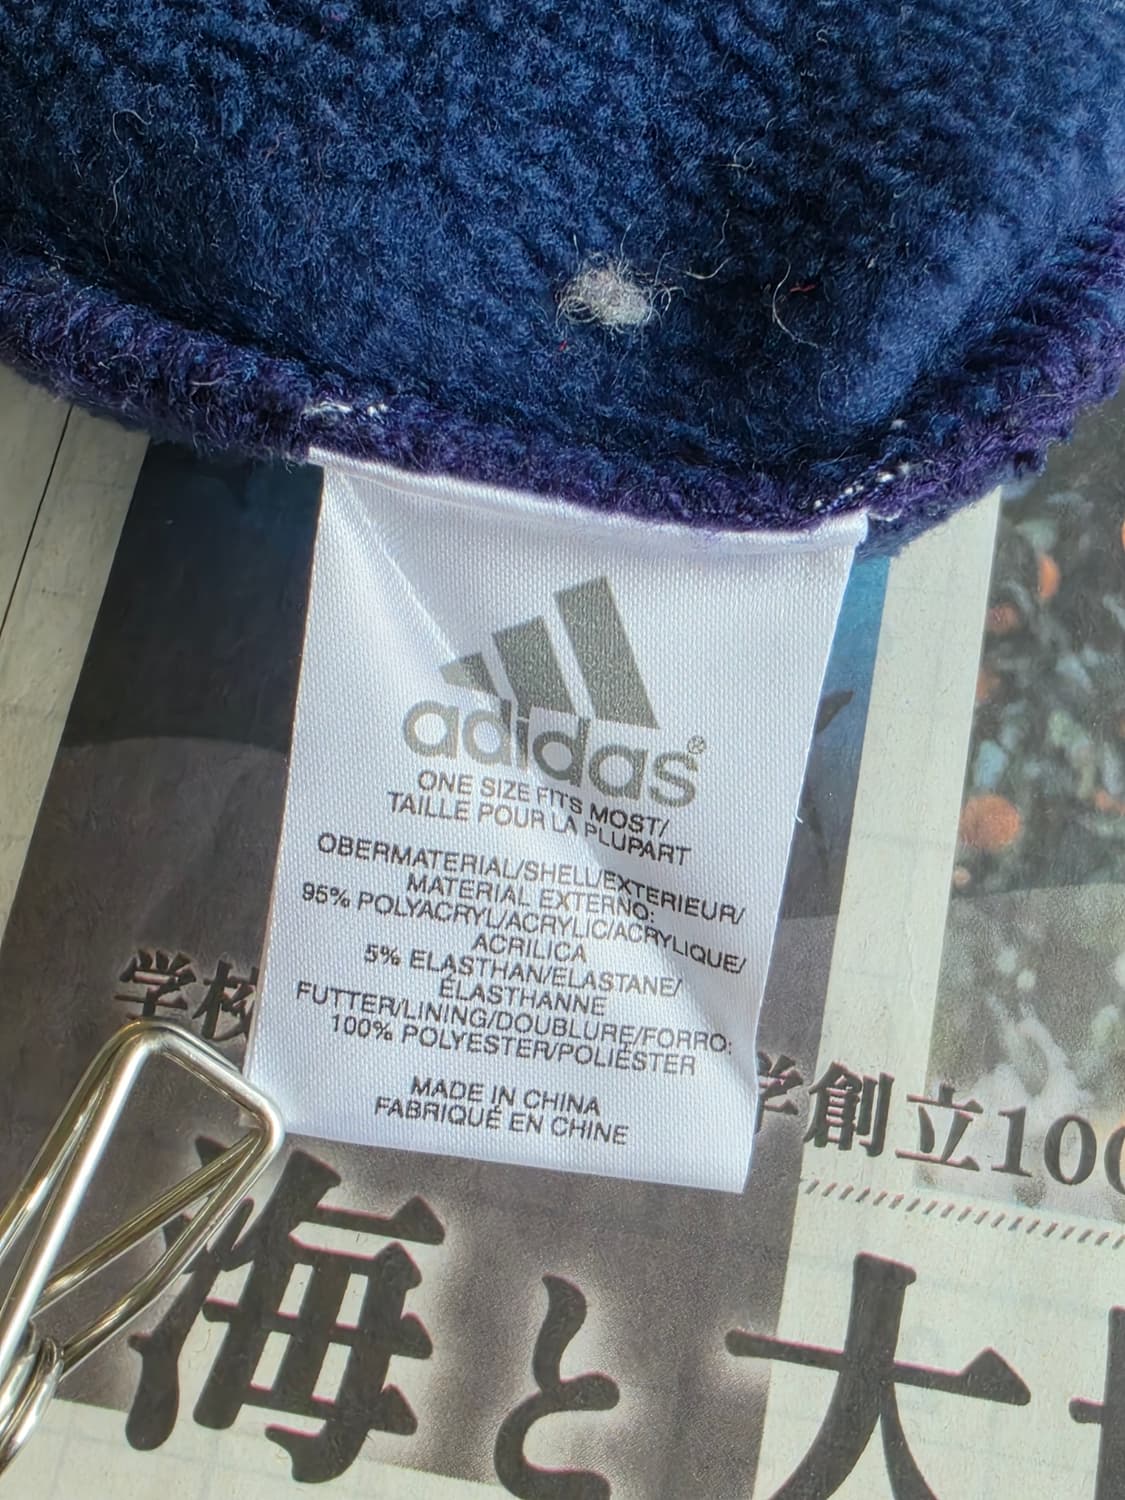 adidas®
ONE SIZE FITS MOST/
TAILLE POUR LA PLUPART
OBERMATERIAL/SHELL/EXTERIEUR/
MATERIAL EXTERNO:
95% POLYACRYL/ACRYLIC/ACRYLIQUE/
ACRILICA
5% ELASTHAN/ELASTANE/
ÉLASTHANNE
FUTTER/LINING/DOUBLURE/FORRO:
100% POLYESTER/POLIÉSTER
MADE IN CHINA
FABRIQUÉ EN CHINE
学校
学創立100
海と大